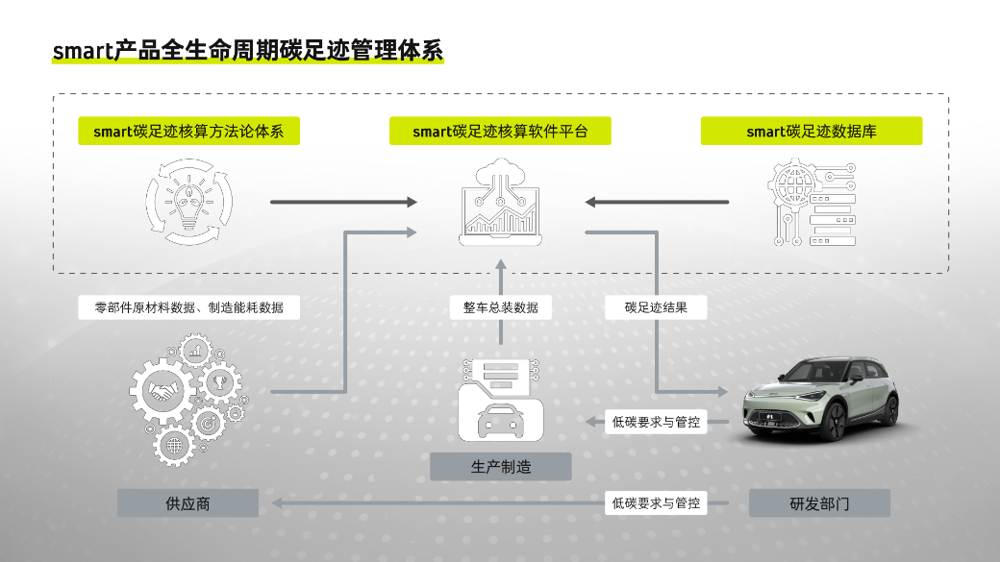 smart产品全生命周期碳足迹管理体系
smart碳足迹核算方法论体系
smart碳足迹核算软件平台
smart碳足迹数据库
零部件原材料数据、制造能耗数据
整车总装数据
碳足迹结果
低碳要求与管控
#1
生产制造
供应商
低碳要求与管控
研发部门